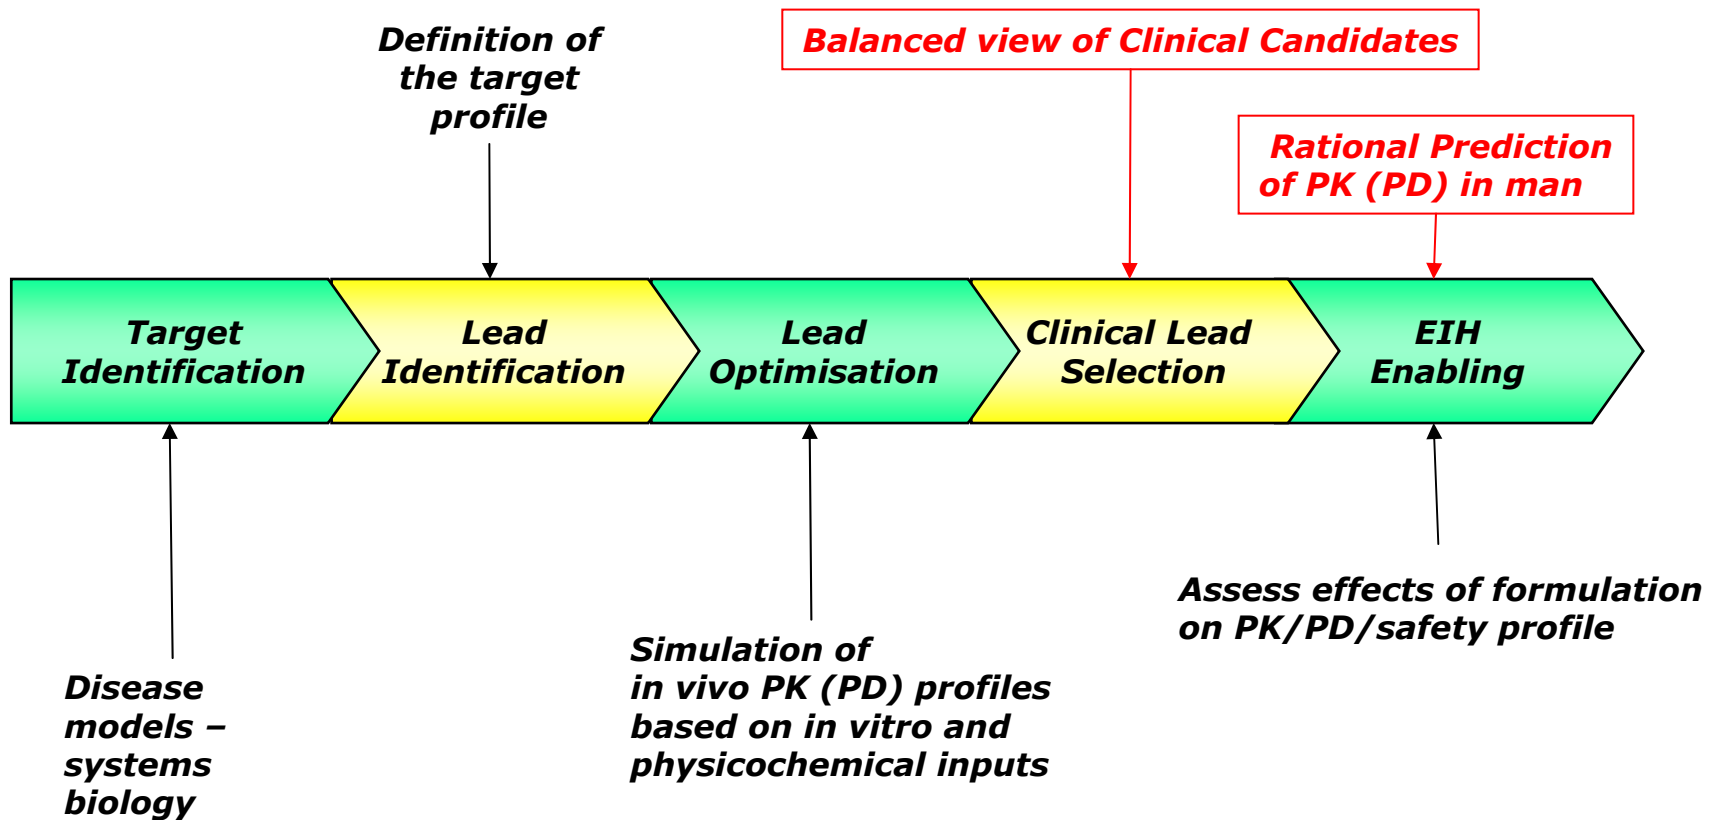 Definition of
the target
profile
Balanced view of Clinical Candidates
Rational Prediction
of PK (PD) in man
Target
Identification
Lead
Identification
Lead
Optimisation
Clinical Lead
Selection
EIH
Enabling
Disease
models –
systems
biology
Simulation of
in vivo PK (PD) profiles
based on in vitro and
physicochemical inputs
Assess effects of formulation
on PK/PD/safety profile